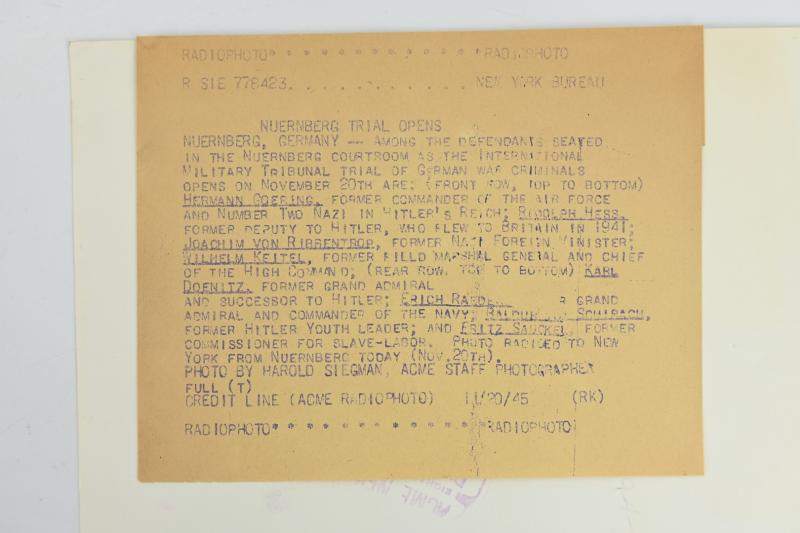 RADIOPHOTO* * * * * * * * * * * * *RADIOPHOTO
R SIE 778423. . . . . . . . . . . . . NEW YORK BUREAU
NUERNBERG TRIAL OPENS
NUERNBERG, GERMANY -- AMONG THE DEFENDANTS SEATED
IN THE NUERNBERG COURTROOM AS THE INTERNATIONAL
MILITARY TRIBUNAL TRIAL OF GERMAN WAR CRIMINALS
OPENS ON NOVEMBER 20TH ARE: (FRONT ROW, TOP TO BOTTOM)
HERMANN GOERING, FORMER COMMANDER OF THE AIR FORCE
AND NUMBER TWO NAZI IN HITLER'S REICH; RUDOLPH HESS,
FORMER DEPUTY TO HITLER, WHO FLEW TO BRITAIN IN 1941;
JOACHIM VON RIBBENTROP, FORMER NAZI FOREIGN MINISTER;
WILHELM KEITEL, FORMER FIELD MARSHAL GENERAL AND CHIEF
OF THE HIGH COMMAND; (REAR ROW, TOP TO BOTTOM) KARL
DOENITZ, FORMER GRAND ADMIRAL
AND SUCCESSOR TO HITLER; ERICH GRAND
ADMIRAL AND COMMANDER OF THE NAVY; SCHIRACH,
FORMER HITLER YOUTH LEADER; AND FRITZ SAUCKEL, FORMER
COMMISSIONER FOR SLAVE-LABOR. PHOTO RADIOED TO NEW
YORK FROM NUERNBERG TODAY (NOV.20TH).
PHOTO BY HAROLD SIEGMAN, ACME STAFF PHOTOGRAPHER
FULL (T)
CREDIT LINE (ACME RADIOPHOTO) 11/20/45 (RK)
RADIOPHOTO* * * * * * * * * * * * *RADIOPHOTO
ACME